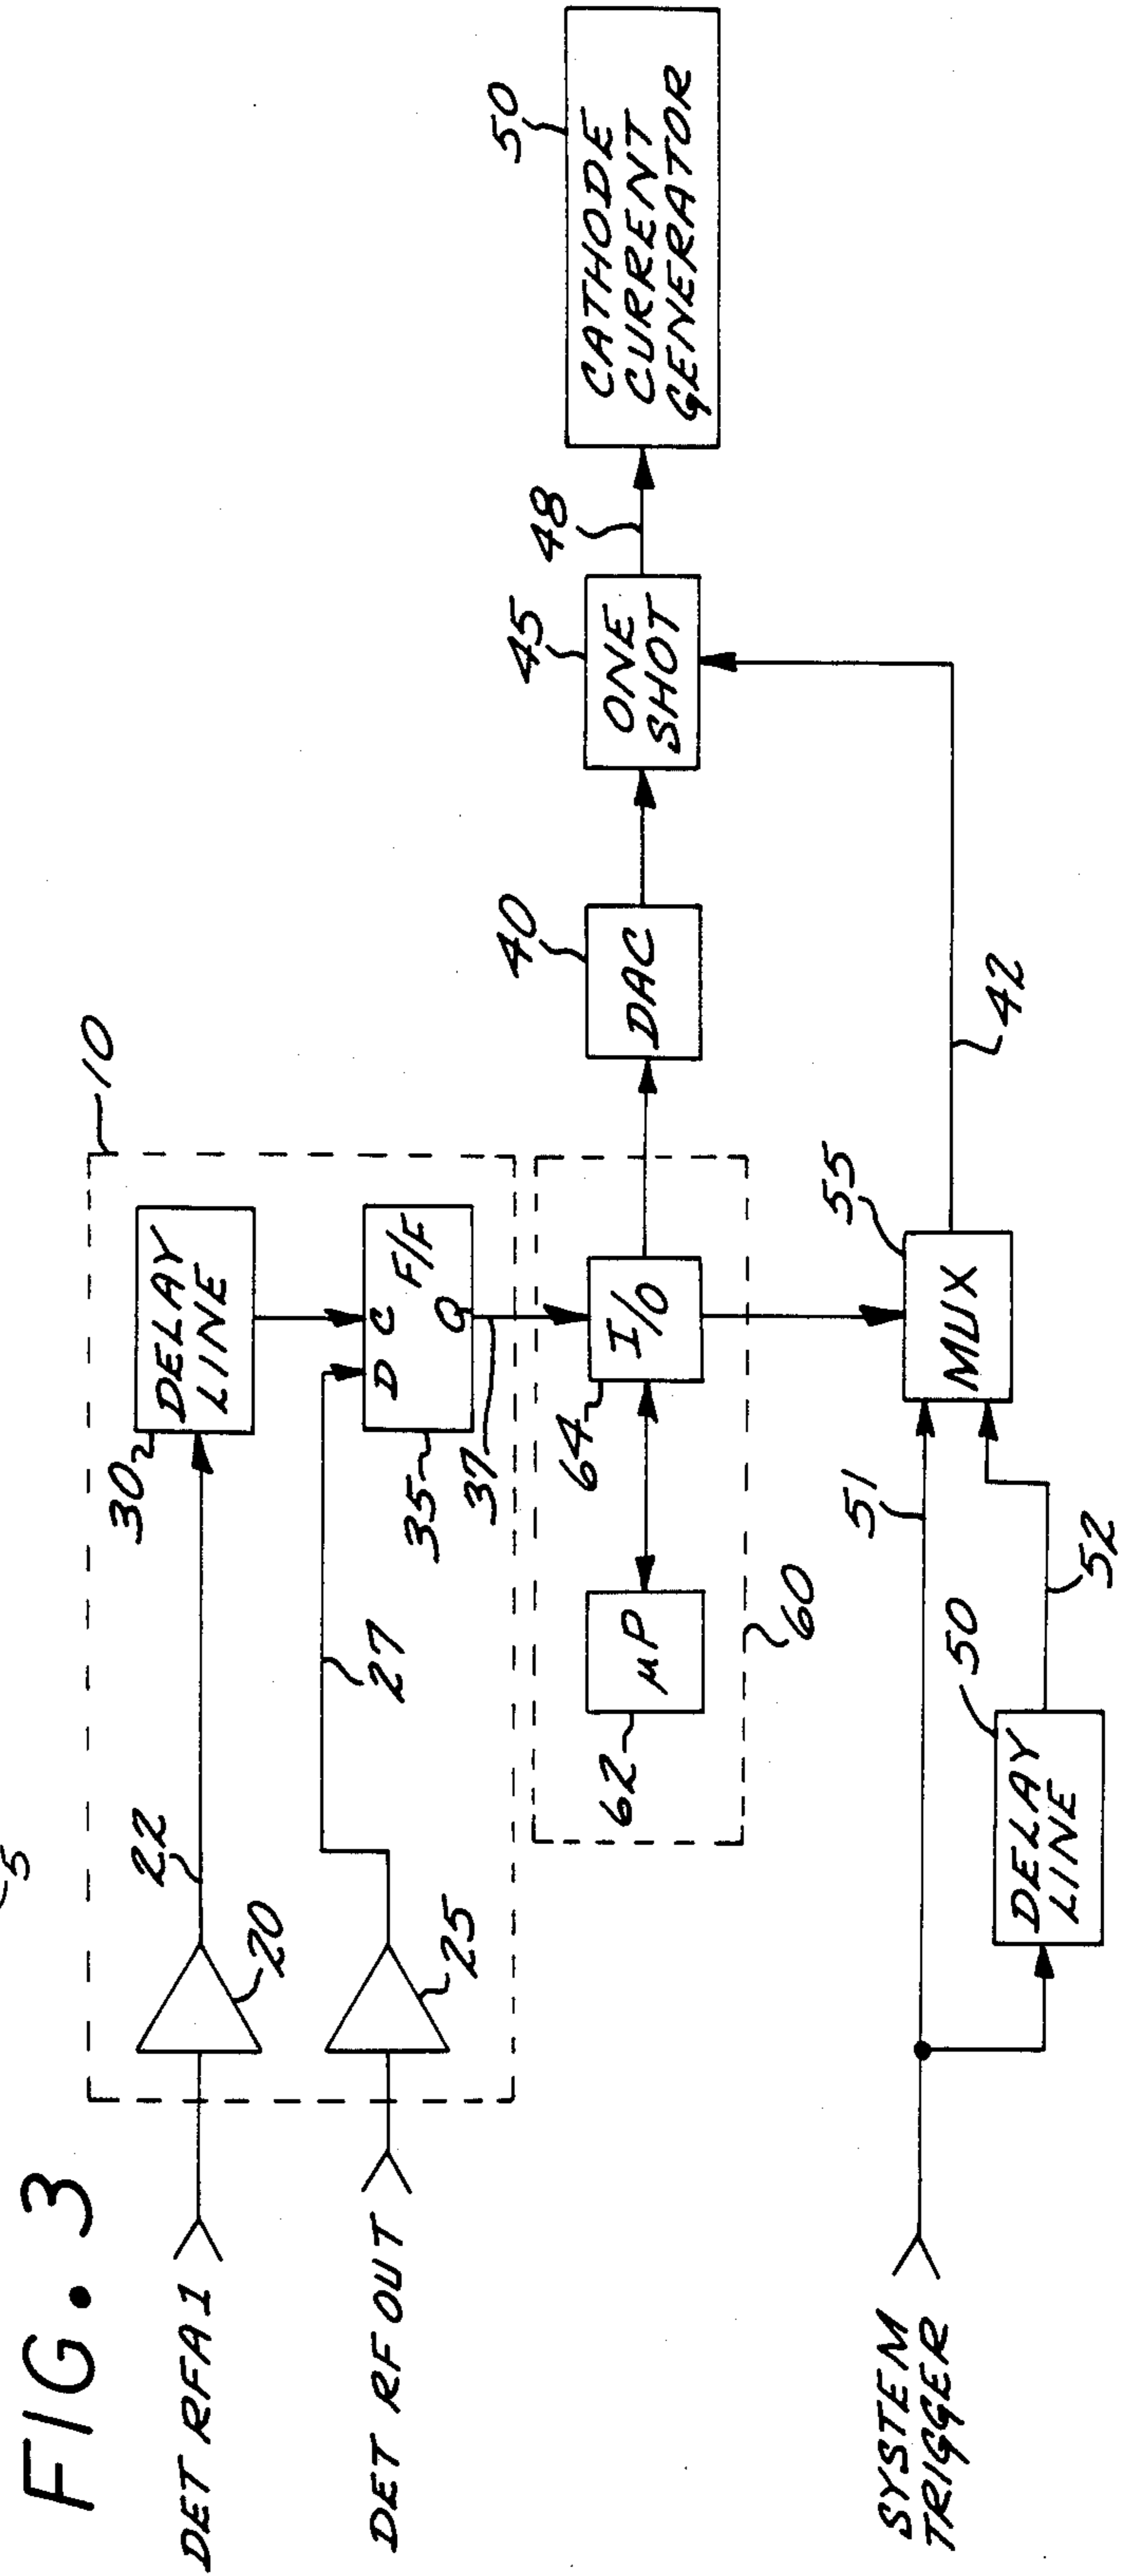 FIG. 3
5
10
DET RFA1
20
22
30
DELAY
LINE
DET RF OUT
25
27
35
D C
F/F
Q
37
62
μP
64
I/O
60
40
DAC
45
ONE
SHOT
48
50
CATHODE
CURRENT
GENERATOR
SYSTEM
TRIGGER
51
50
DELAY
LINE
52
55
MUX
42